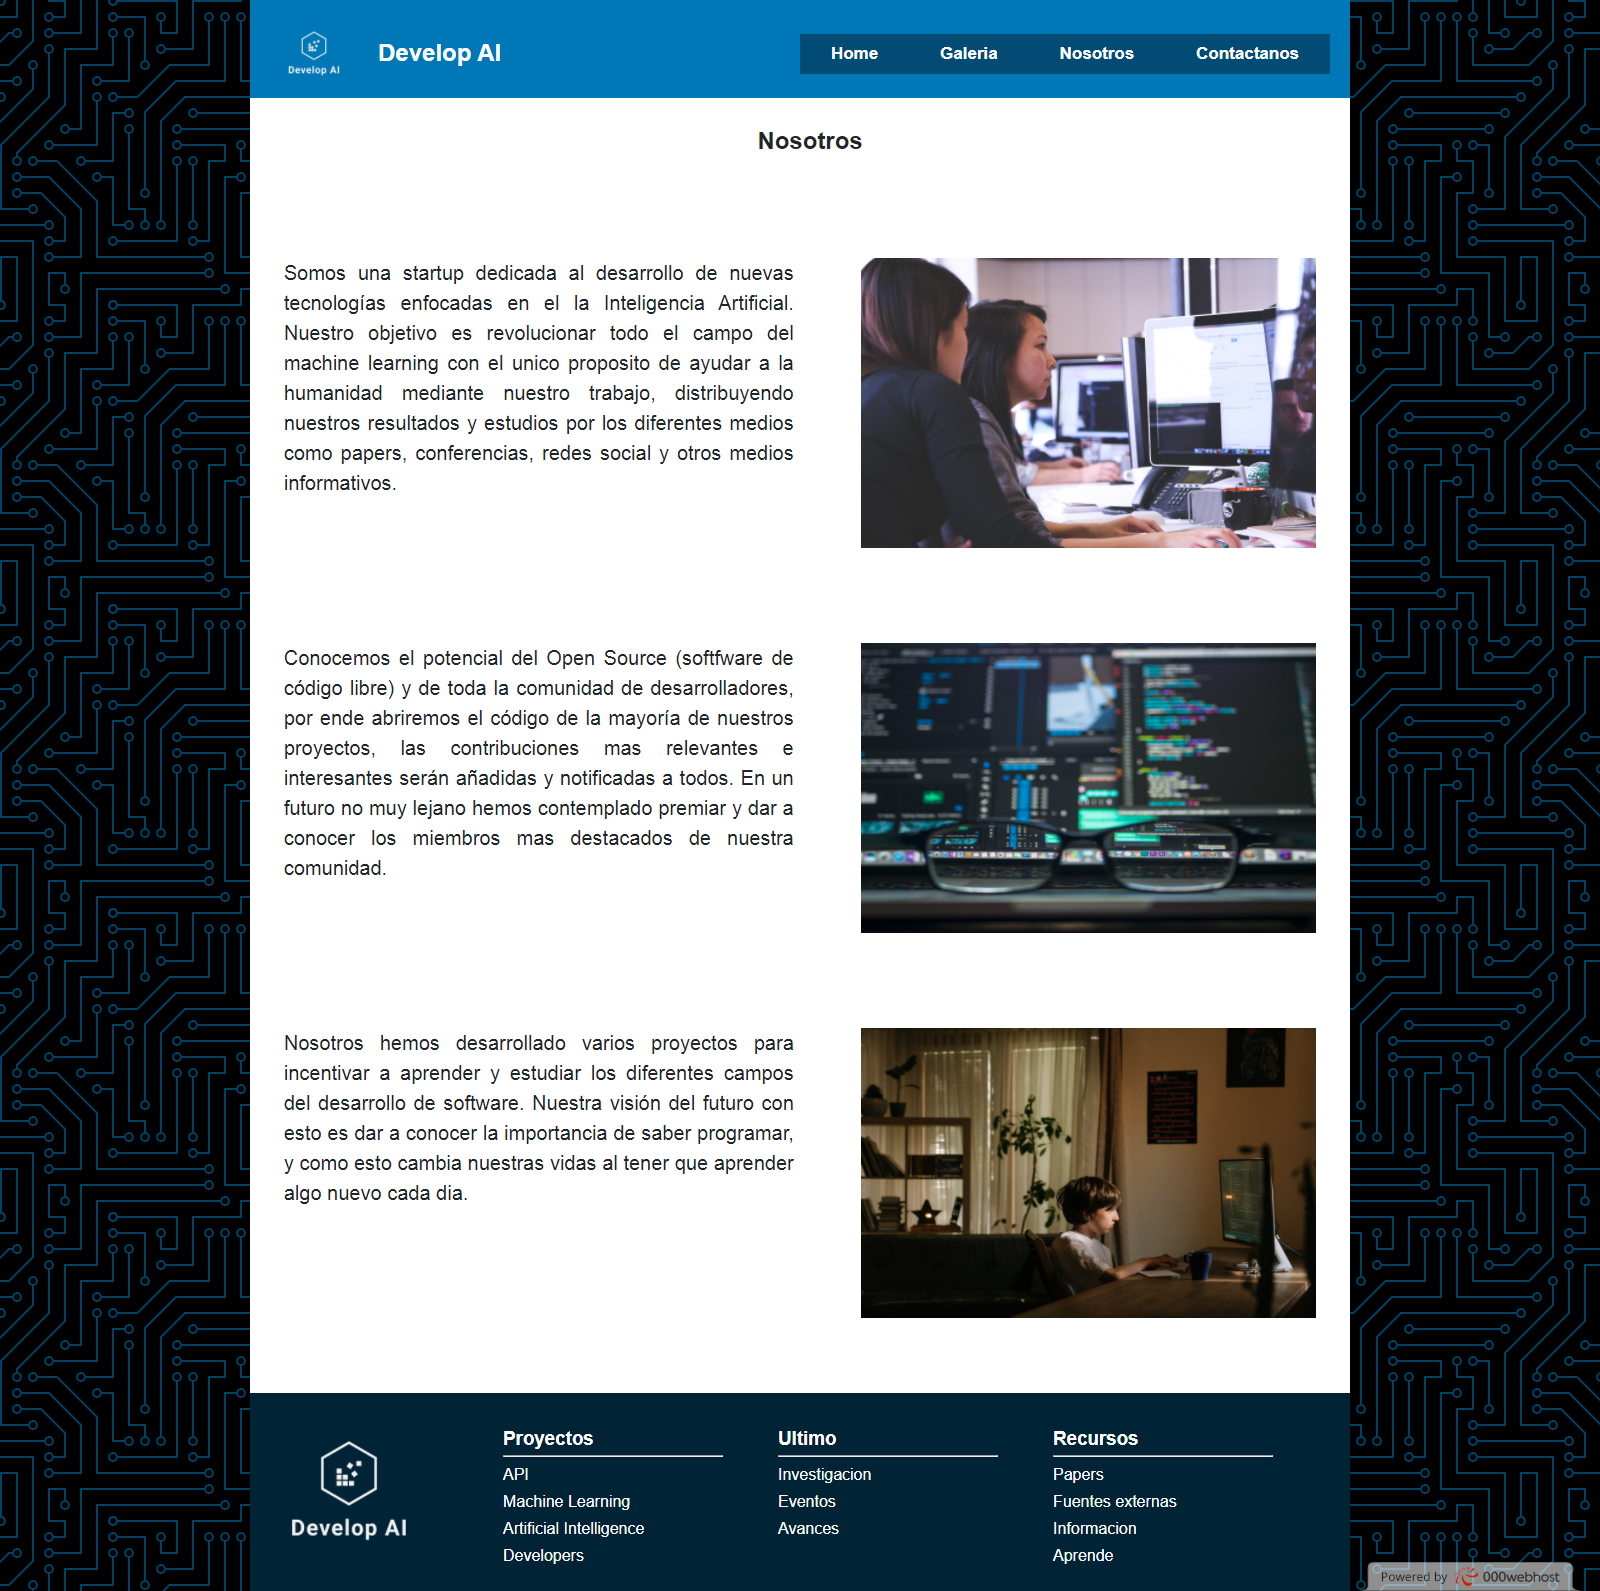 Develop AI
Develop AI
Home
Galeria
Nosotros
Contactanos
Nosotros
Somos una startup dedicada al desarrollo de nuevas
tecnologías enfocadas en el la Inteligencia Artificial.
Nuestro objetivo es revolucionar todo el campo del
machine learning con el unico proposito de ayudar a la
humanidad mediante nuestro trabajo, distribuyendo
nuestros resultados y estudios por los diferentes medios
como papers, conferencias, redes social y otros medios
informativos.
Conocemos el potencial del Open Source (softfware de
código libre) y de toda la comunidad de desarrolladores,
por ende abriremos el código de la mayoría de nuestros
proyectos, las contribuciones mas relevantes e
interesantes serán añadidas y notificadas a todos. En un
futuro no muy lejano hemos contemplado premiar y dar a
conocer los miembros mas destacados de nuestra
comunidad.
Nosotros hemos desarrollado varios proyectos para
incentivar a aprender y estudiar los diferentes campos
del desarrollo de software. Nuestra visión del futuro con
esto es dar a conocer la importancia de saber programar,
y como esto cambia nuestras vidas al tener que aprender
algo nuevo cada dia.
Develop AI
Proyectos
API
Machine Learning
Artificial Intelligence
Developers
Ultimo
Investigacion
Eventos
Avances
Recursos
Papers
Fuentes externas
Informacion
Aprende
Powered by 000webhost